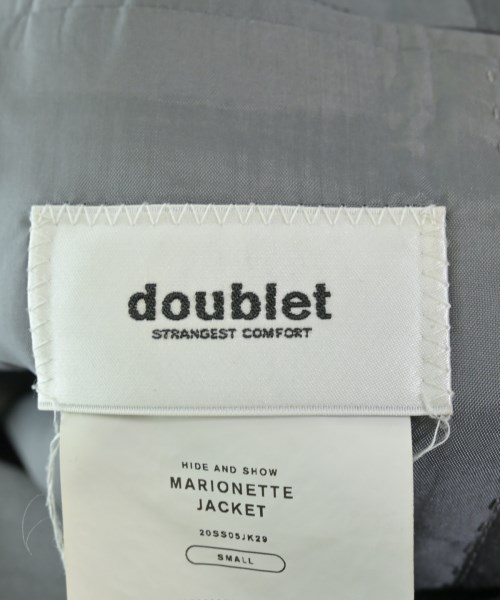 doublet
STRANGEST COMFORT
HIDE AND SHOW
MARIONETTE
JACKET
20SS05JK29
SMALL